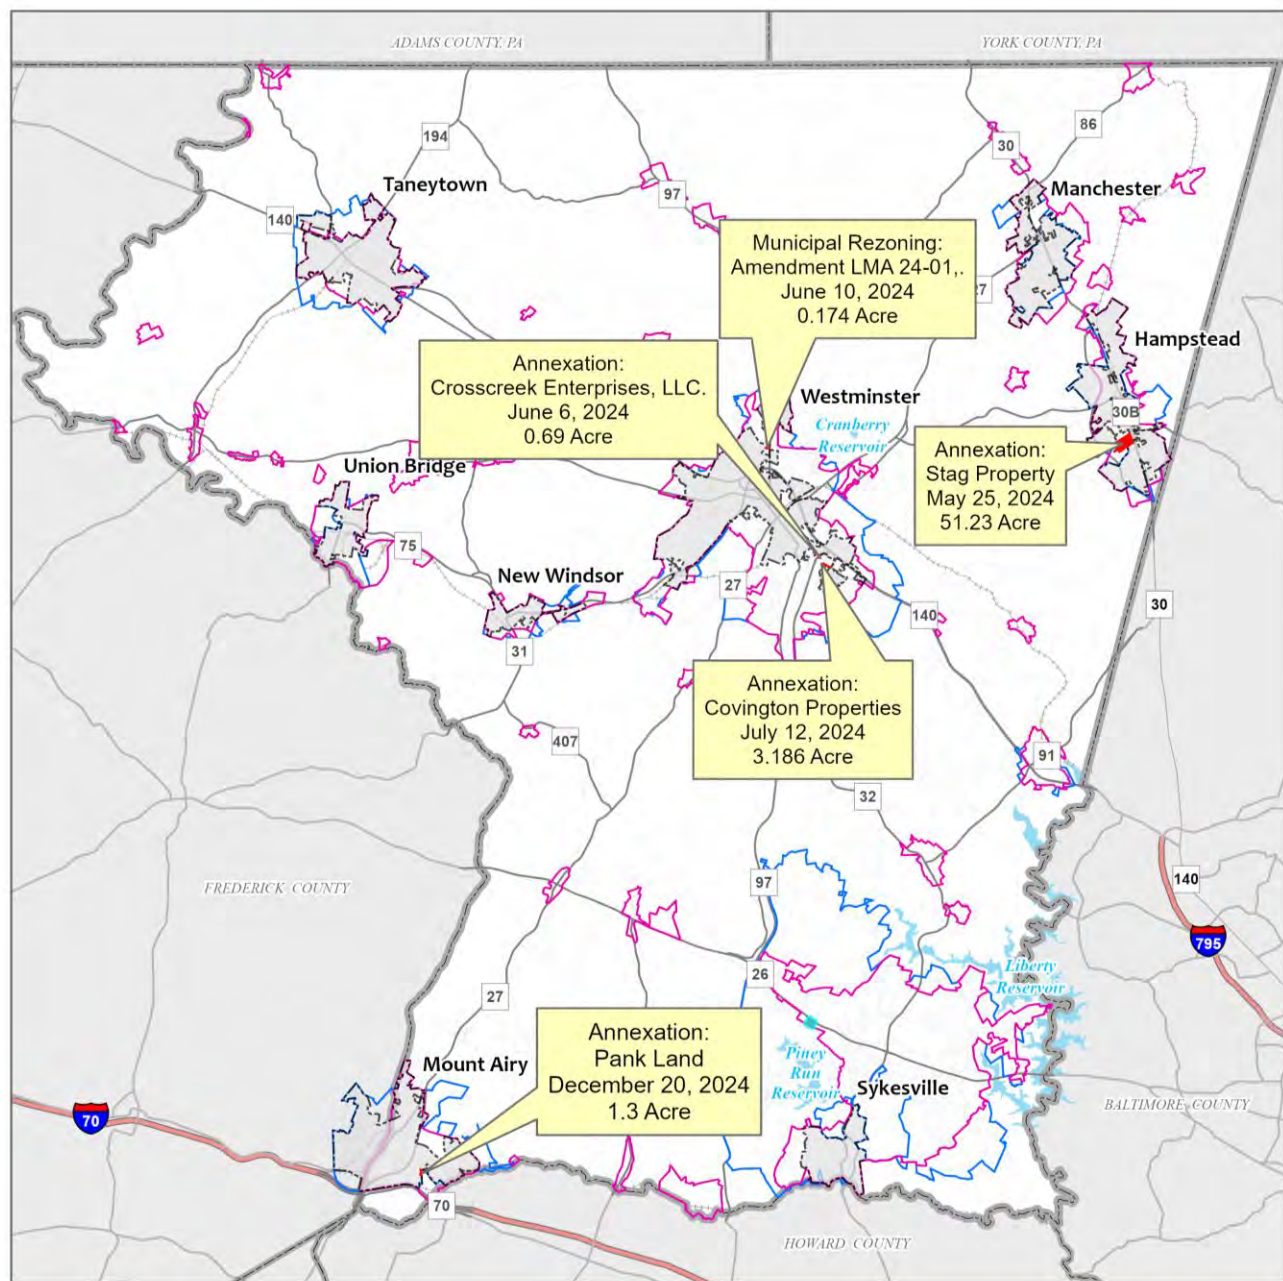 ADAMS COUNTY, PA
YORK COUNTY, PA
194
86
30
Taneytown
97
Manchester
140
Municipal Rezoning:
Amendment LMA 24-01,.
June 10, 2024
0.174 Acre
27
Hampstead
Annexation:
Crosscreek Enterprises, LLC.
June 6, 2024
0.69 Acre
Westminster
Cranberry
Reservoir
30B
Annexation:
Stag Property
May 25, 2024
51.23 Acre
Union Bridge
75
New Windsor
27
30
140
31
Annexation:
Covington Properties
July 12, 2024
3.186 Acre
407
91
32
FREDERICK COUNTY
97
140
795
26
Liberty
Reservoir
27
Annexation:
Pank Land
December 20, 2024
1.3 Acre
Mount Airy
Piney
Run
Reservoir
Sykesville
BALTIMORE COUNTY
70
70
HOWARD COUNTY